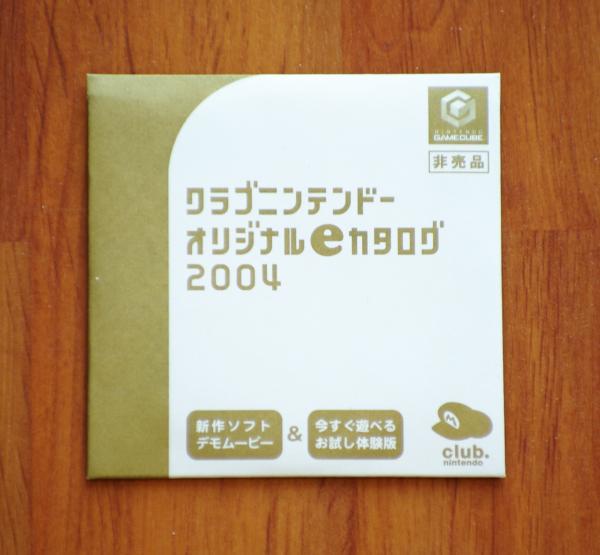 NINTENDO
GAMECUBE
非売品
クラブニンテンドー
オリジナルeカタログ
2004
新作ソフト
デモムービー
&
今すぐ遊べる
お試し体験版
M
club.
nintendo